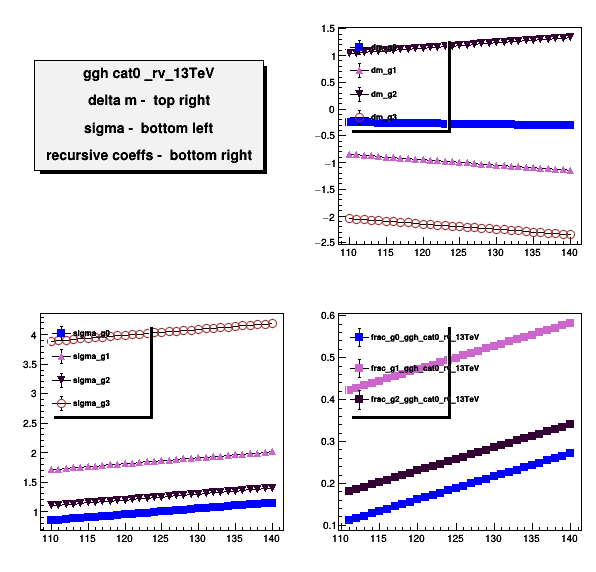 ggh cat0 _rv_13TeV
delta m - top right
sigma - bottom left
recursive coeffs - bottom right
1.5
1
0.5
0
−0.5
−1
−1.5
−2
−2.5
dm_g1
dm_g2
dm_g3
110 115 120 125 130 135 140
4
3.5
3
2.5
2
1.5
1
sigma_g0
sigma_g1
sigma_g2
sigma_g3
110 115 120 125 130 135 140
0.6
0.5
0.4
0.3
0.2
0.1
frac_g0_ggh_cat0_rv_13TeV
frac_g1_ggh_cat0_rv_13TeV
frac_g2_ggh_cat0_rv_13TeV
110 115 120 125 130 135 140